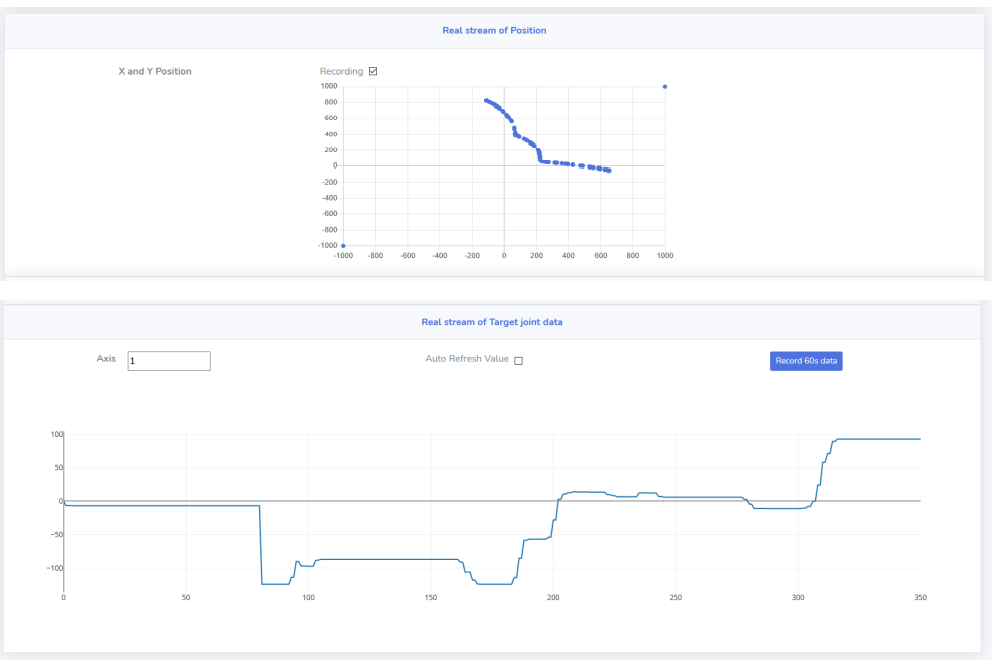 Real stream of Position
X and Y Position
Recording
1000
800
600
400
200
0
-200
-400
-600
-800
-1000
-1000 -800 -600 -400 -200 0 200 400 600 800 1000
Real stream of Target joint data
Axis 1 Auto Refresh Value Record 60s data
100
50
0
−50
−100
0 50 100 150 200 250 300 350